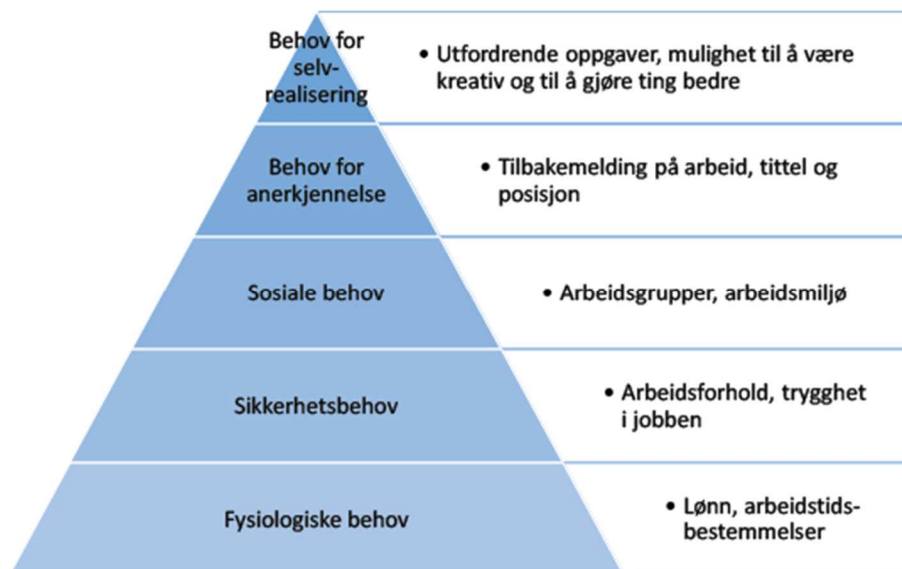 Behov for
selv-
realisering
• Utfordrende oppgaver, mulighet til å være
kreativ og til å gjøre ting bedre
Behov for
anerkjennelse
• Tilbakemelding på arbeid, tittel og
posisjon
Sosiale behov
• Arbeidsgrupper, arbeidsmiljø
Sikkerhetsbehov
• Arbeidsforhold, trygghet
i jobben
Fysiologiske behov
• Lønn, arbeidstids-
bestemmelser